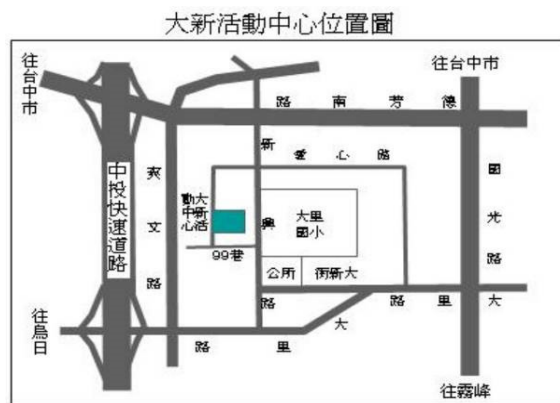 大新活動中心位置圖
往台中市
往台中市
德芳南路
新興路
愛心路
中投快速道路
爽文路
大新活動中心
大里國小
國光路
99巷
公所
大新街
大里路
大里路
往烏日
往霧峰